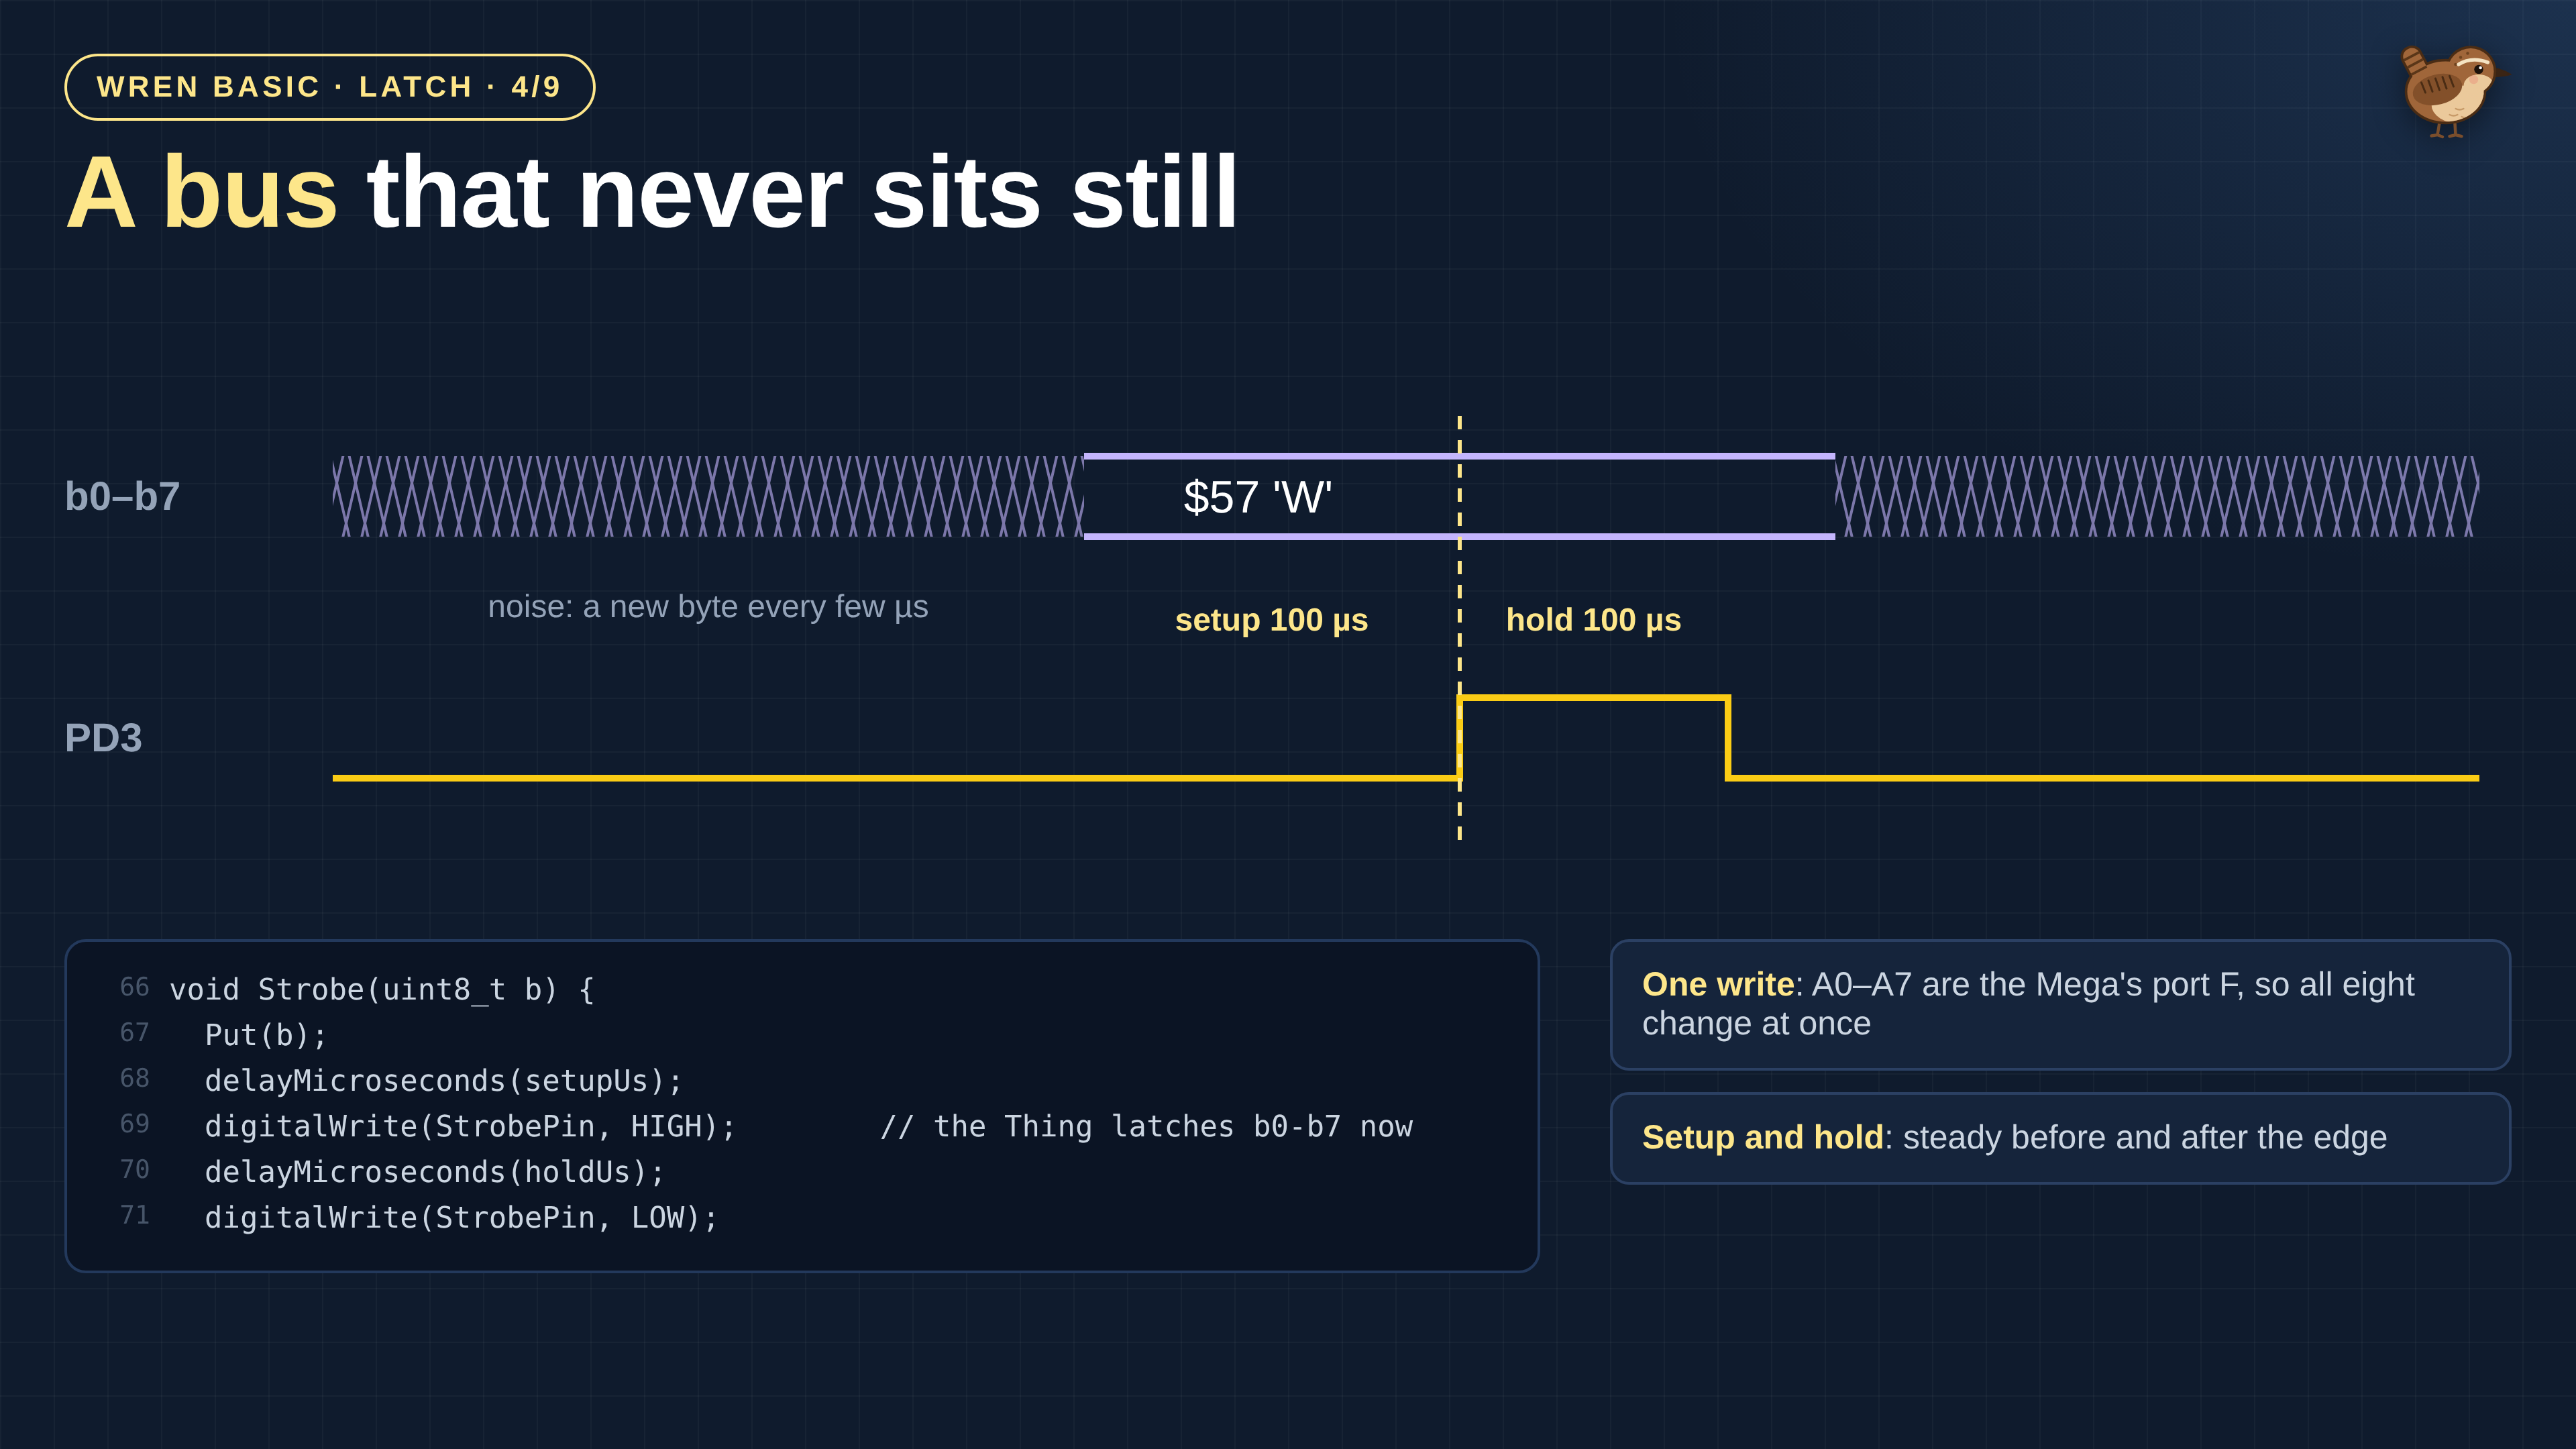 WREN BASIC · LATCH · 4/9
A bus that never sits still
b0–b7
$57 'W'
noise: a new byte every few µs
setup 100 µs
hold 100 µs
PD3
66 void Strobe(uint8_t b) {
67   Put(b);
68   delayMicroseconds(setupUs);
69   digitalWrite(StrobePin, HIGH);        // the Thing latches b0-b7 now
70   delayMicroseconds(holdUs);
71   digitalWrite(StrobePin, LOW);
One write: A0–A7 are the Mega's port F, so all eight
change at once
Setup and hold: steady before and after the edge